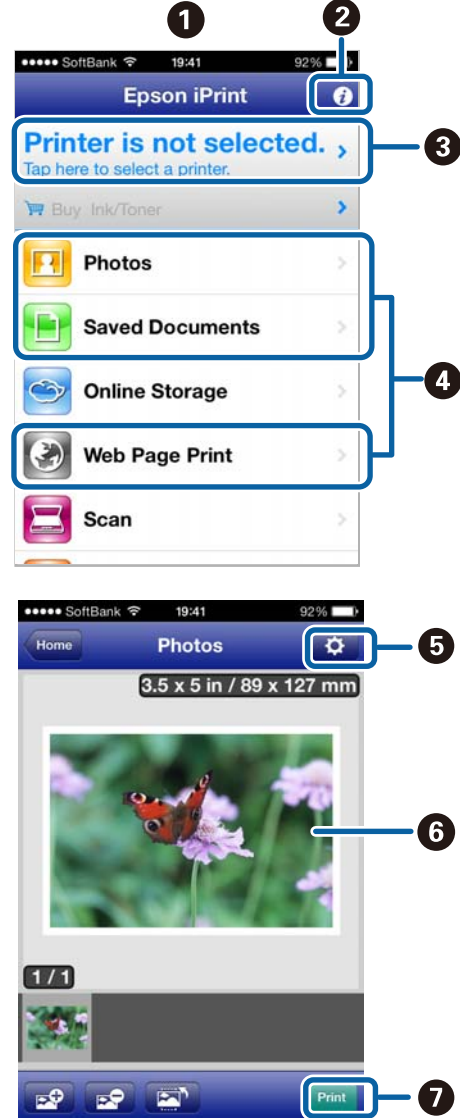 1
2
SoftBank 19:41 92%
Epson iPrint
i
Printer is not selected.
Tap here to select a printer.
3
Buy Ink/Toner
Photos
Saved Documents
4
Online Storage
Web Page Print
Scan
SoftBank 19:41 92%
Home Photos
5
3.5 x 5 in / 89 x 127 mm
6
1 / 1
Print
7